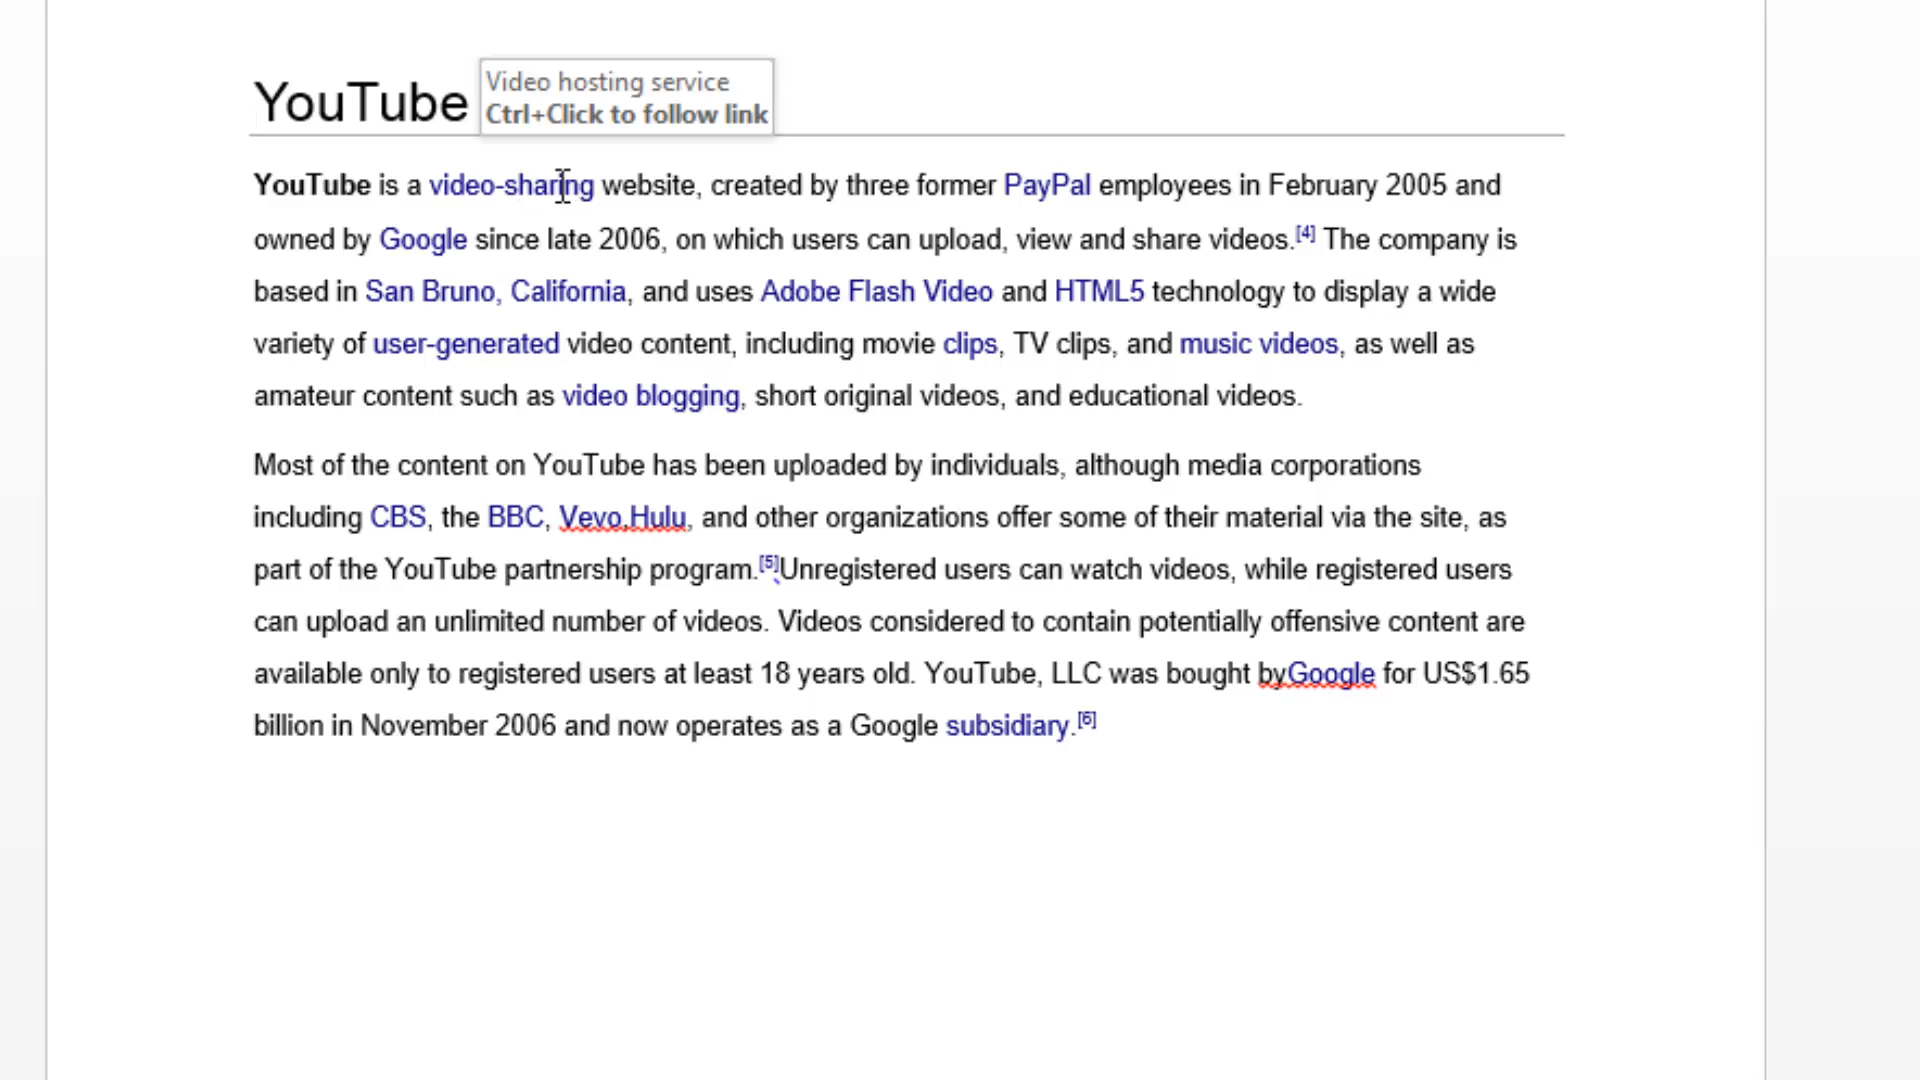 YouTube
Video hosting service
Ctrl+Click to follow link
YouTube is a video-sharing website, created by three former PayPal employees in February 2005 and
owned by Google since late 2006, on which users can upload, view and share videos.[4] The company is
based in San Bruno, California, and uses Adobe Flash Video and HTML5 technology to display a wide
variety of user-generated video content, including movie clips, TV clips, and music videos, as well as
amateur content such as video blogging, short original videos, and educational videos.
Most of the content on YouTube has been uploaded by individuals, although media corporations
including CBS, the BBC, Vevo,Hulu, and other organizations offer some of their material via the site, as
part of the YouTube partnership program.[5]Unregistered users can watch videos, while registered users
can upload an unlimited number of videos. Videos considered to contain potentially offensive content are
available only to registered users at least 18 years old. YouTube, LLC was bought byGoogle for US$1.65
billion in November 2006 and now operates as a Google subsidiary.[6]